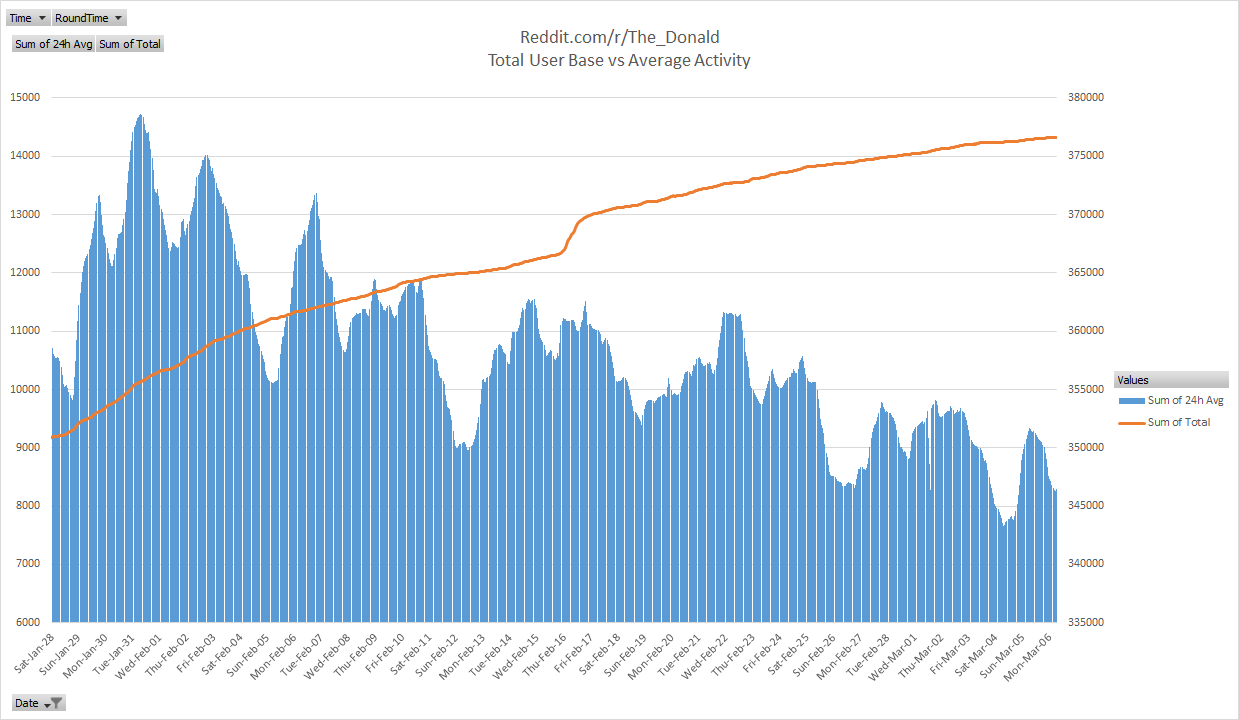 Time RoundTime
Sum of 24h Avg Sum of Total
Reddit.com/r/The_Donald
Total User Base vs Average Activity
15000
14000
13000
12000
11000
10000
9000
8000
7000
6000
380000
375000
370000
365000
360000
355000
350000
345000
340000
335000
Values
Sum of 24h Avg
Sum of Total
Sat-Jan-28
Sun-Jan-29
Mon-Jan-30
Tue-Jan-31
Wed-Feb-01
Thu-Feb-02
Fri-Feb-03
Sat-Feb-04
Sun-Feb-05
Mon-Feb-06
Tue-Feb-07
Wed-Feb-08
Thu-Feb-09
Fri-Feb-10
Sat-Feb-11
Sun-Feb-12
Mon-Feb-13
Tue-Feb-14
Wed-Feb-15
Thu-Feb-16
Fri-Feb-17
Sat-Feb-18
Sun-Feb-19
Mon-Feb-20
Tue-Feb-21
Wed-Feb-22
Thu-Feb-23
Fri-Feb-24
Sat-Feb-25
Sun-Feb-26
Mon-Feb-27
Tue-Feb-28
Wed-Mar-01
Thu-Mar-02
Fri-Mar-03
Sat-Mar-04
Sun-Mar-05
Mon-Mar-06
Date